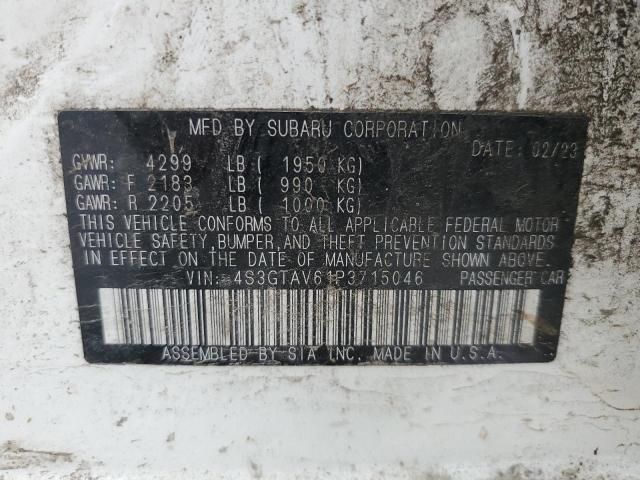 MFD BY SUBARU CORPORATION
DATE: 02/23
GVWR: 4299 LB ( 1950 KG)
GAWR: F 2183 LB ( 990 KG)
GAWR: R 2205 LB ( 1000 KG)
THIS VEHICLE CONFORMS TO ALL APPLICABLE FEDERAL MOTOR
VEHICLE SAFETY, BUMPER, AND THEFT PREVENTION STANDARDS
IN EFFECT ON THE DATE OF MANUFACTURE SHOWN ABOVE.
VIN: 4S3GTAV61P3715046 PASSENGER CAR
ASSEMBLED BY SIA INC. MADE IN U.S.A.